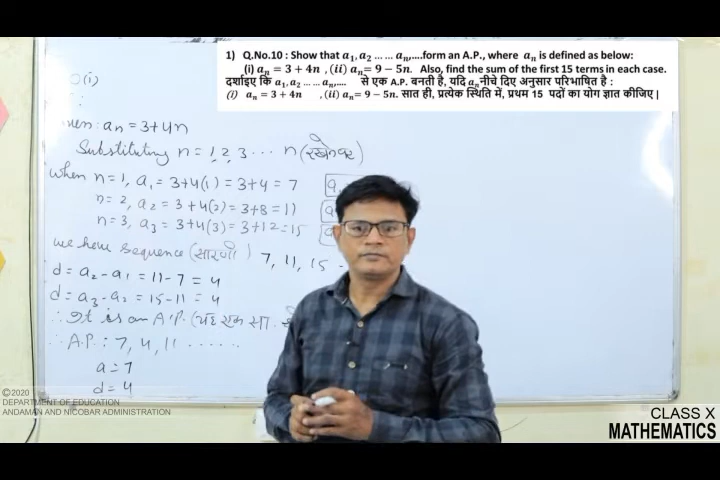 1) Q.No.10 : Show that a₁, a₂ ... ... aₙ,....form an A.P., where aₙ is defined as below:
(i) aₙ = 3 + 4n , (ii) aₙ= 9 − 5n. Also, find the sum of the first 15 terms in each case.
दर्शाइए कि a₁, a₂ ... ... aₙ,.... से एक A.P. बनती है, यदि aₙ नीचे दिए अनुसार परिभाषित है :
(i) aₙ = 3 + 4n , (ii) aₙ= 9 − 5n. साथ ही, प्रत्येक स्थिति में, प्रथम 15 पदों का योग ज्ञात कीजिए |
(i)
aₙ = 3+4n
Substituting n = 1, 2, 3 ... n (रखने पर)
when n=1, a₁ = 3+4(1) = 3+4 = 7
n= 2, a₂ = 3 + 4(2) = 3+8 = 11
n= 3, a₃ = 3+4(3) = 3+12 = 15
we have sequence 7, 11, 15
d = a₂ - a₁ = 11 - 7 = 4
d = a₃ - a₂ = 15 - 11 = 4
∴ It is an A.P. (यह एक
∴ A.P. : 7, 4, 11 ......
a = 7
d = 4
©2020
DEPARTMENT OF EDUCATION
ANDAMAN AND NICOBAR ADMINISTRATION
CLASS X
MATHEMATICS